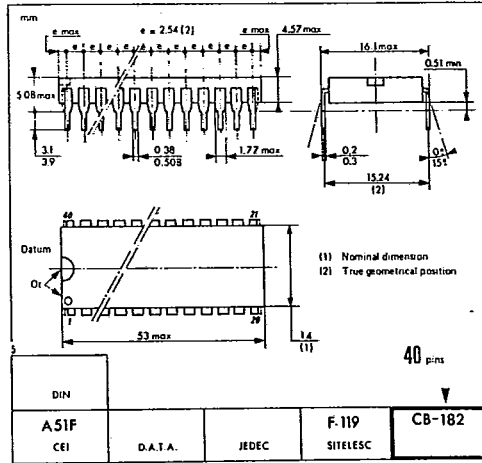 mm
e max
e e
e = 2.54 (2)
e e e e e e e
e max
4.57 max
16.1 max
0.51 min
5.08 max
3.1
3.9
0.38
0.508
1.77 max
0.2
0.3
0°
15°
15.24
(2)
40
21
Datum
Or
1
20
53 max
14
(1)
(1) Nominal dimension
(2) True geometrical position
40 pins
5
DIN
A51F
CEI
D.A.T.A.
JEDEC
F-119
SITELESC
CB-182